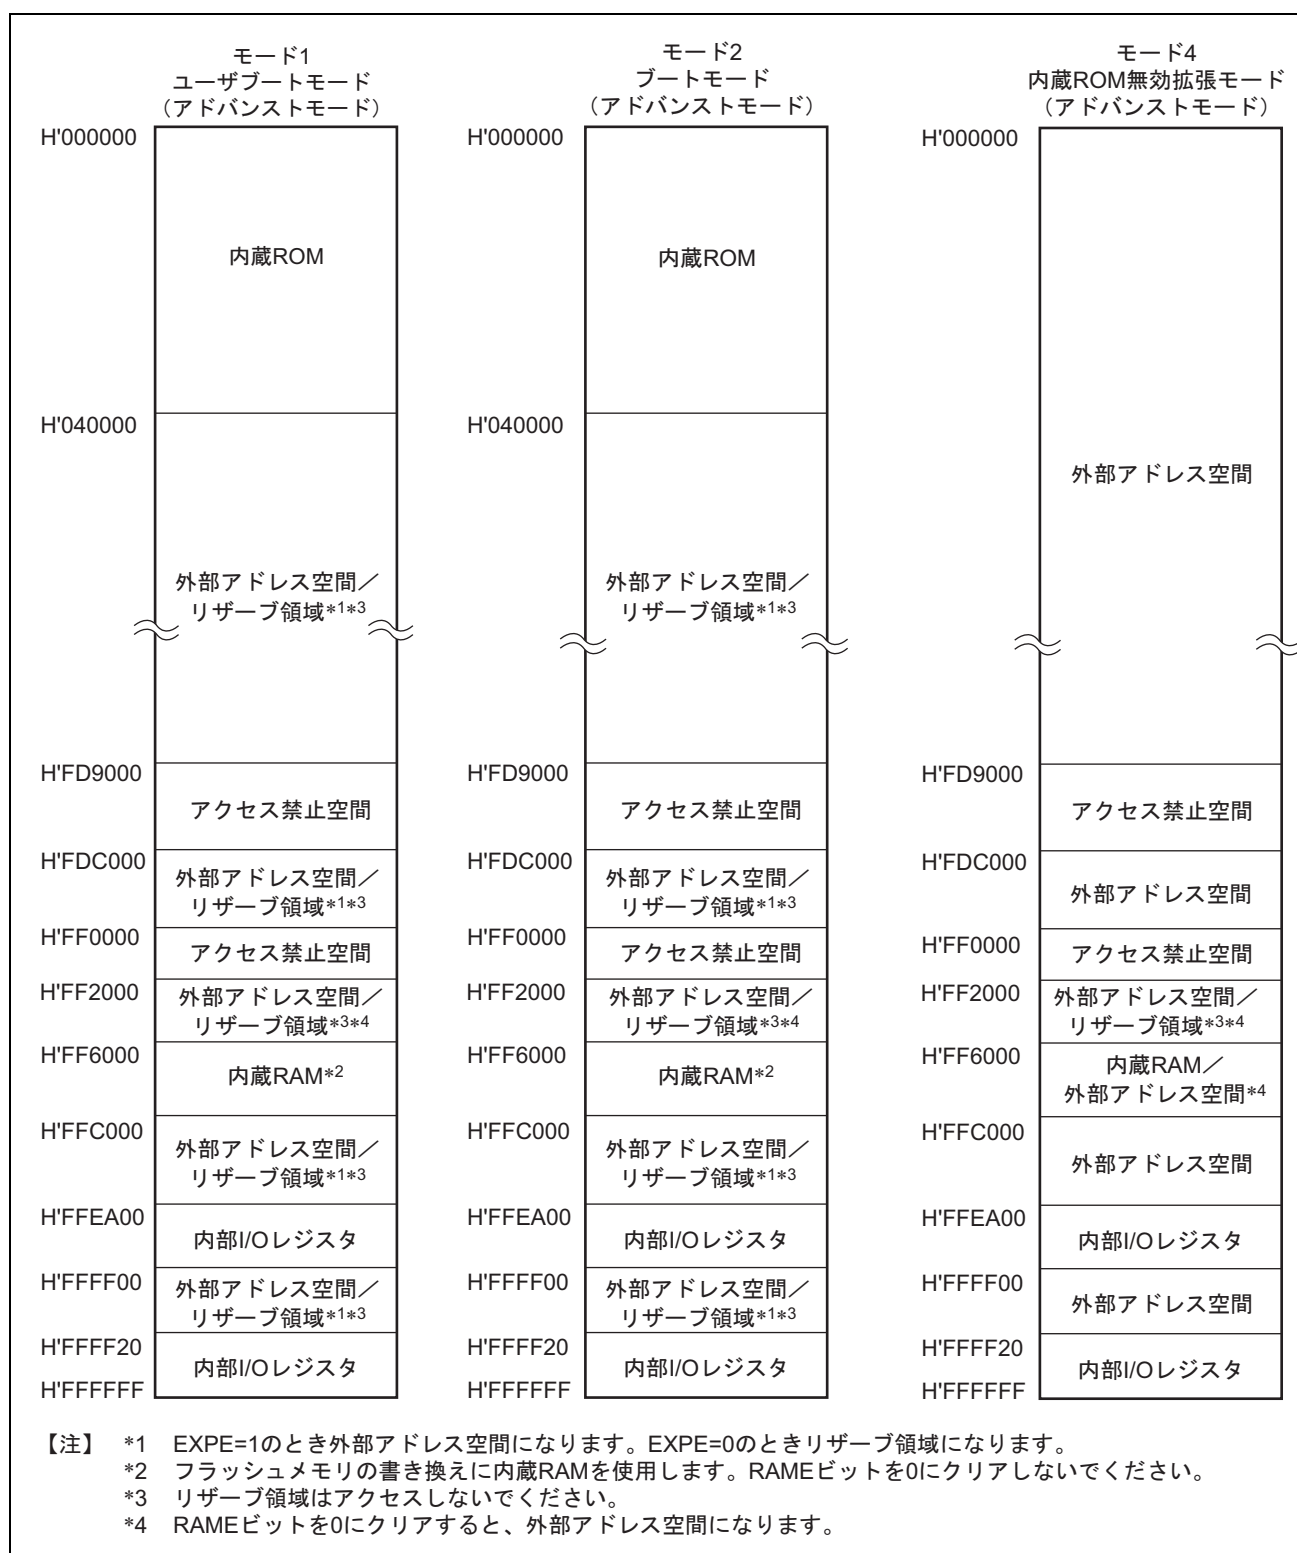 モード1
ユーザブートモード
（アドバンストモード）
H'000000
内蔵ROM
H'040000
外部アドレス空間／
リザーブ領域*1*3
H'FD9000
アクセス禁止空間
H'FDC000
外部アドレス空間／
リザーブ領域*1*3
H'FF0000
アクセス禁止空間
H'FF2000
外部アドレス空間／
リザーブ領域*3*4
H'FF6000
内蔵RAM*2
H'FFC000
外部アドレス空間／
リザーブ領域*1*3
H'FFEA00
内部I/Oレジスタ
H'FFFF00
外部アドレス空間／
リザーブ領域*1*3
H'FFFF20
内部I/Oレジスタ
H'FFFFFF
モード2
ブートモード
（アドバンストモード）
H'000000
内蔵ROM
H'040000
外部アドレス空間／
リザーブ領域*1*3
H'FD9000
アクセス禁止空間
H'FDC000
外部アドレス空間／
リザーブ領域*1*3
H'FF0000
アクセス禁止空間
H'FF2000
外部アドレス空間／
リザーブ領域*3*4
H'FF6000
内蔵RAM*2
H'FFC000
外部アドレス空間／
リザーブ領域*1*3
H'FFEA00
内部I/Oレジスタ
H'FFFF00
外部アドレス空間／
リザーブ領域*1*3
H'FFFF20
内部I/Oレジスタ
H'FFFFFF
モード4
内蔵ROM無効拡張モード
（アドバンストモード）
H'000000
外部アドレス空間
H'FD9000
アクセス禁止空間
H'FDC000
外部アドレス空間
H'FF0000
アクセス禁止空間
H'FF2000
外部アドレス空間／
リザーブ領域*3*4
H'FF6000
内蔵RAM／
外部アドレス空間*4
H'FFC000
外部アドレス空間
H'FFEA00
内部I/Oレジスタ
H'FFFF00
外部アドレス空間
H'FFFF20
内部I/Oレジスタ
H'FFFFFF
【注】 *1 EXPE=1のとき外部アドレス空間になります。EXPE=0のときリザーブ領域になります。
*2 フラッシュメモリの書き換えに内蔵RAMを使用します。RAMEビットを0にクリアしないでください。
*3 リザーブ領域はアクセスしないでください。
*4 RAMEビットを0にクリアすると、外部アドレス空間になります。